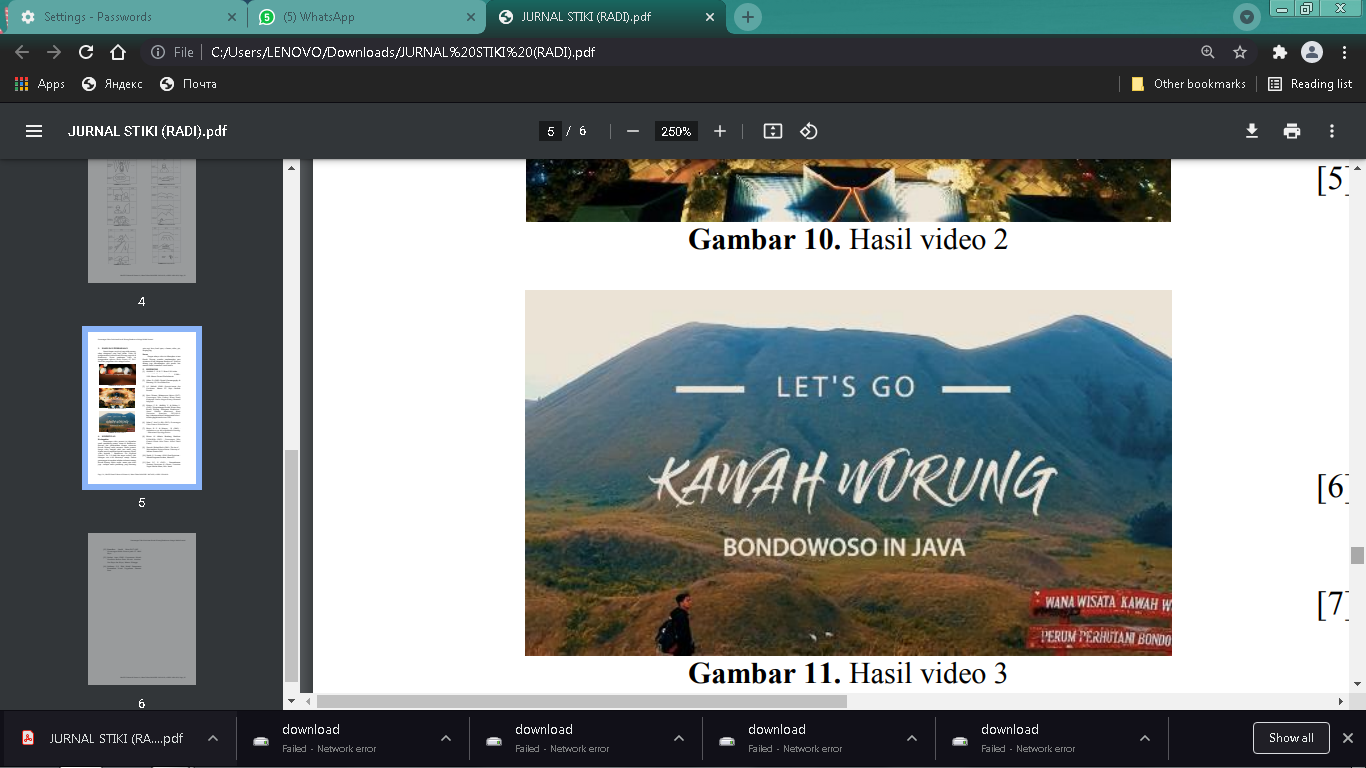 Settings - Passwords
(5) WhatsApp
JURNAL STIKI (RADI).pdf
File
C:/Users/LENOVO/Downloads/JURNAL%20STIKI%20(RADI).pdf
Apps
Яндекс
Почта
Other bookmarks
Reading list
JURNAL STIKI (RADI).pdf
5 / 6
250%
4
5
6
Gambar 10. Hasil video 2
LET'S GO
KAWAH WURUNG
BONDOWOSO IN JAVA
WANA WISATA KAWAH W
PERUM PERHUTANI BONDO
Gambar 11. Hasil video 3
[5]
[6]
[7]
JURNAL STIKI (RA....pdf
download
Failed - Network error
download
Failed - Network error
download
Failed - Network error
download
Failed - Network error
Show all